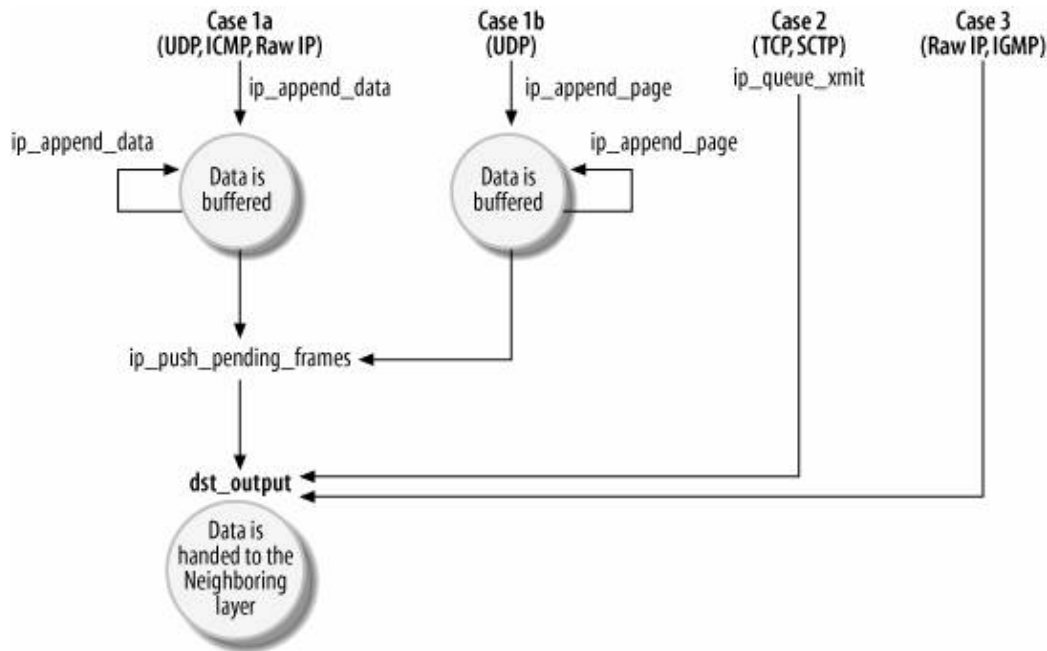 Case 1a
(UDP, ICMP, Raw IP)
Case 1b
(UDP)
Case 2
(TCP, SCTP)
ip_queue_xmit
Case 3
(Raw IP, IGMP)
ip_append_data
ip_append_page
ip_append_data
Data is
buffered
Data is
buffered
ip_append_page
ip_push_pending_frames
dst_output
Data is
handed to the
Neighboring
layer